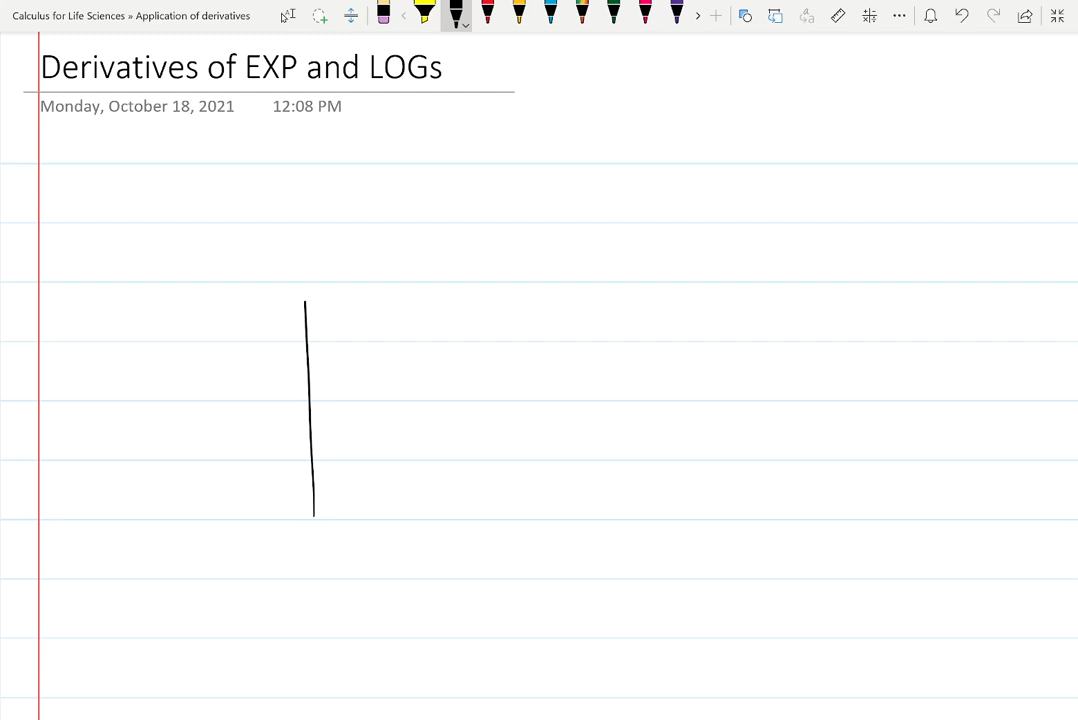 Calculus for Life Sciences » Application of derivatives
Derivatives of EXP and LOGs
Monday, October 18, 2021 12:08 PM